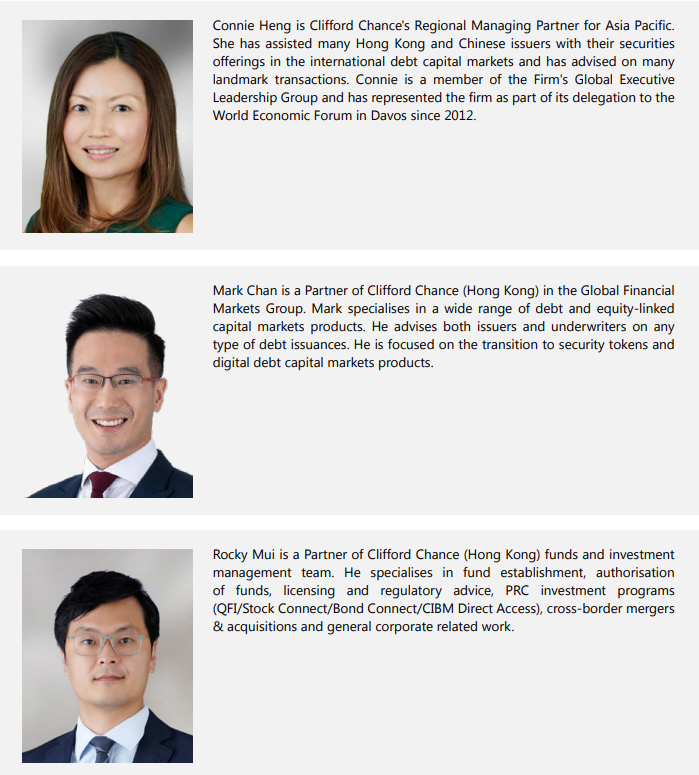 Connie Heng is Clifford Chance's Regional Managing Partner for Asia Pacific.
She has assisted many Hong Kong and Chinese issuers with their securities
offerings in the international debt capital markets and has advised on many
landmark transactions. Connie is a member of the Firm's Global Executive
Leadership Group and has represented the firm as part of its delegation to the
World Economic Forum in Davos since 2012.
Mark Chan is a Partner of Clifford Chance (Hong Kong) in the Global Financial
Markets Group. Mark specialises in a wide range of debt and equity-linked
capital markets products. He advises both issuers and underwriters on any
type of debt issuances. He is focused on the transition to security tokens and
digital debt capital markets products.
Rocky Mui is a Partner of Clifford Chance (Hong Kong) funds and investment
management team. He specialises in fund establishment, authorisation
of funds, licensing and regulatory advice, PRC investment programs
(QFI/Stock Connect/Bond Connect/CIBM Direct Access), cross-border mergers
& acquisitions and general corporate related work.